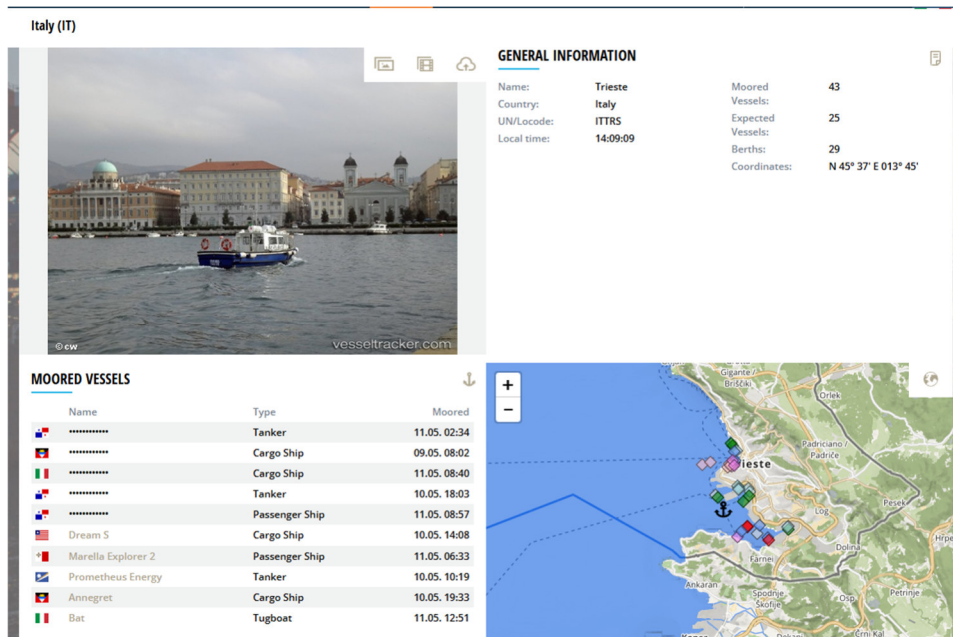 Italy (IT)
GENERAL INFORMATION
Name: Trieste
Country: Italy
UN/Locode: ITTRS
Local time: 14:09:09
Moored Vessels: 43
Expected Vessels: 25
Berths: 29
Coordinates: N 45° 37' E 013° 45'
© cw
vesseltracker.com
MOORED VESSELS
Name Type Moored
•••••••••••• Tanker 11.05. 02:34
•••••••••••• Cargo Ship 09.05. 08:02
•••••••••••• Cargo Ship 11.05. 08:40
•••••••••••• Tanker 10.05. 18:03
•••••••••••• Passenger Ship 11.05. 08:57
Dream S Cargo Ship 10.05. 14:08
Marella Explorer 2 Passenger Ship 11.05. 06:33
Prometheus Energy Tanker 10.05. 10:19
Annegret Cargo Ship 10.05. 19:33
Bat Tugboat 11.05. 12:51
+
−
Gigante /
Briščiki
Orlek
Padriciano /
Padriče
ieste
Pesek
Log
Hrpe
Dolina
Farnei
Ankaran
Spodnje
Škofije
Osp
Petrinje
Črni Kal